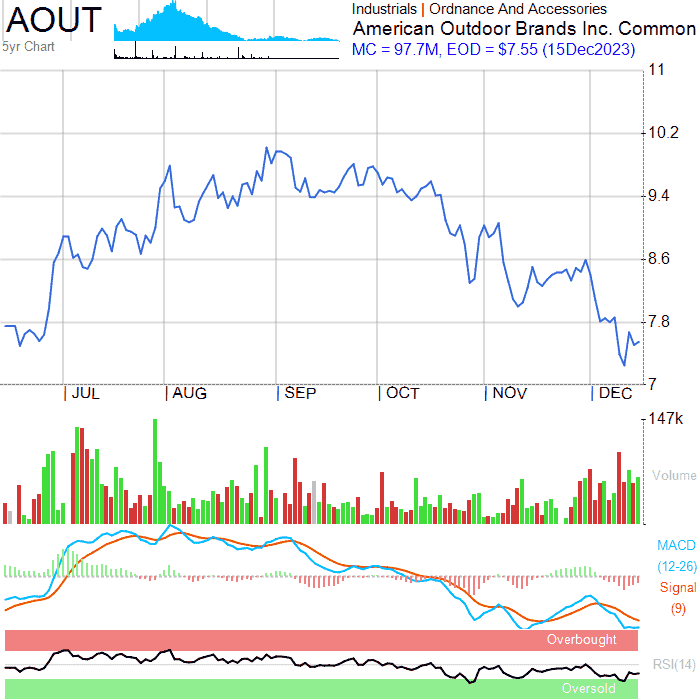 AOUT
5yr Chart
Industrials | Ordnance And Accessories
American Outdoor Brands Inc. Common
MC = 97.7M, EOD = $7.55 (15Dec2023)
11
10.2
9.4
8.6
7.8
7
JUL
AUG
SEP
OCT
NOV
DEC
147k
Volume
MACD
(12-26)
Signal
(9)
Overbought
RSI(14)
Oversold